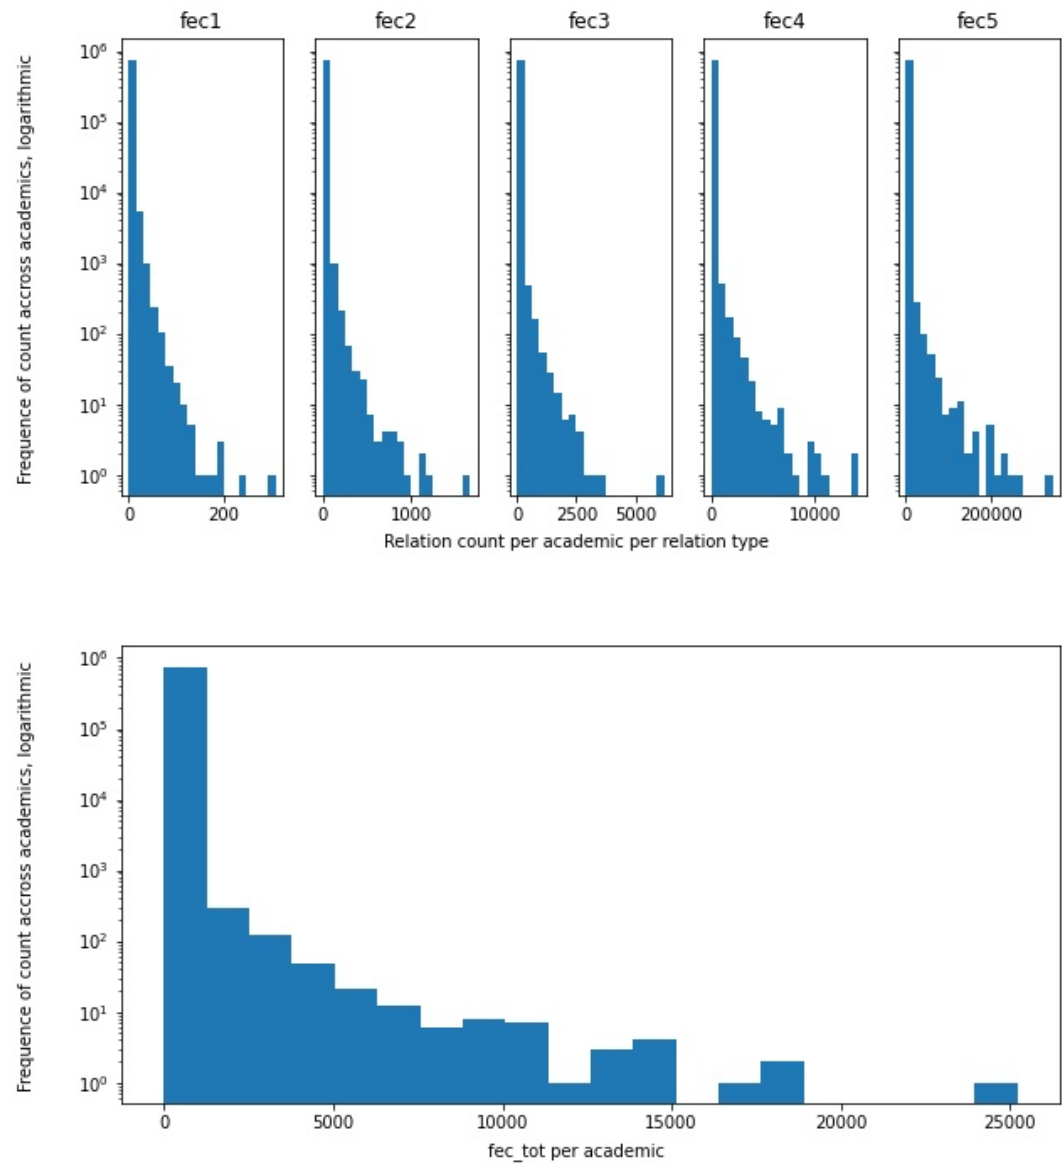 fec1 fec2 fec3 fec4 fec5
Frequence of count accross academics, logarithmic
10⁶
10⁵
10⁴
10³
10²
10¹
10⁰
0 200 0 1000 0 2500 5000 0 10000 0 200000
Relation count per academic per relation type
Frequence of count accross academics, logarithmic
10⁶
10⁵
10⁴
10³
10²
10¹
10⁰
0 5000 10000 15000 20000 25000
fec_tot per academic